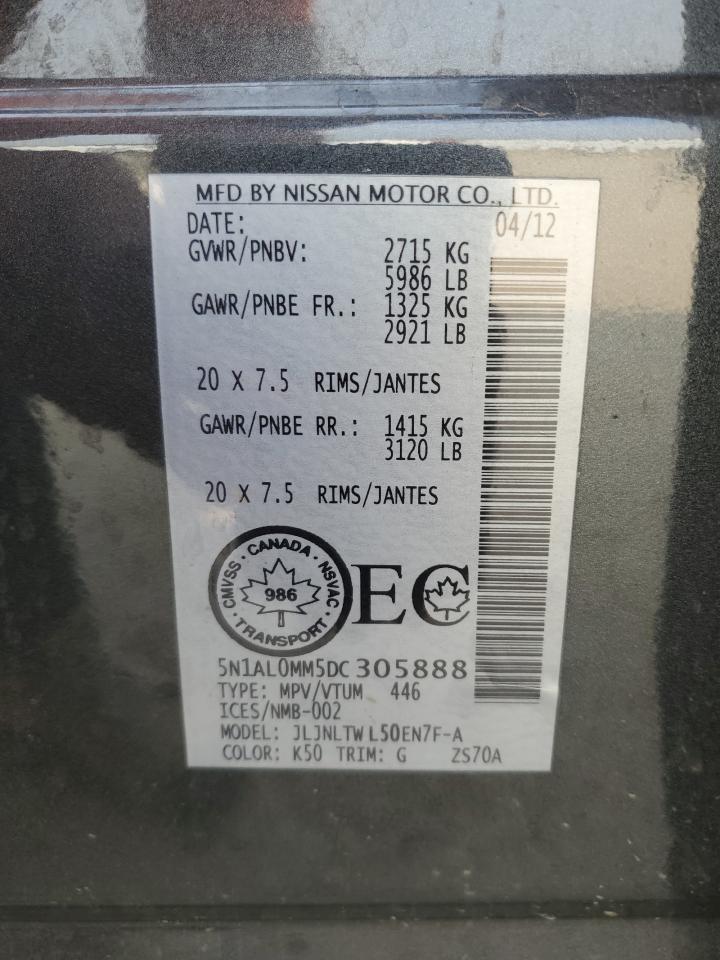 MFD BY NISSAN MOTOR CO., LTD.
DATE: 04/12
GVWR/PNBV: 2715 KG
5986 LB
GAWR/PNBE FR.: 1325 KG
2921 LB
20 X 7.5 RIMS/JANTES
GAWR/PNBE RR.: 1415 KG
3120 LB
20 X 7.5 RIMS/JANTES
CANADA · NSVAC · TRANSPORT · CMVSS ·
986
EC
5N1AL0MM5DC305888
TYPE: MPV/VTUM 446
ICES/NMB-002
MODEL: JLJNLTWL50EN7F-A
COLOR: K50 TRIM: G ZS70A